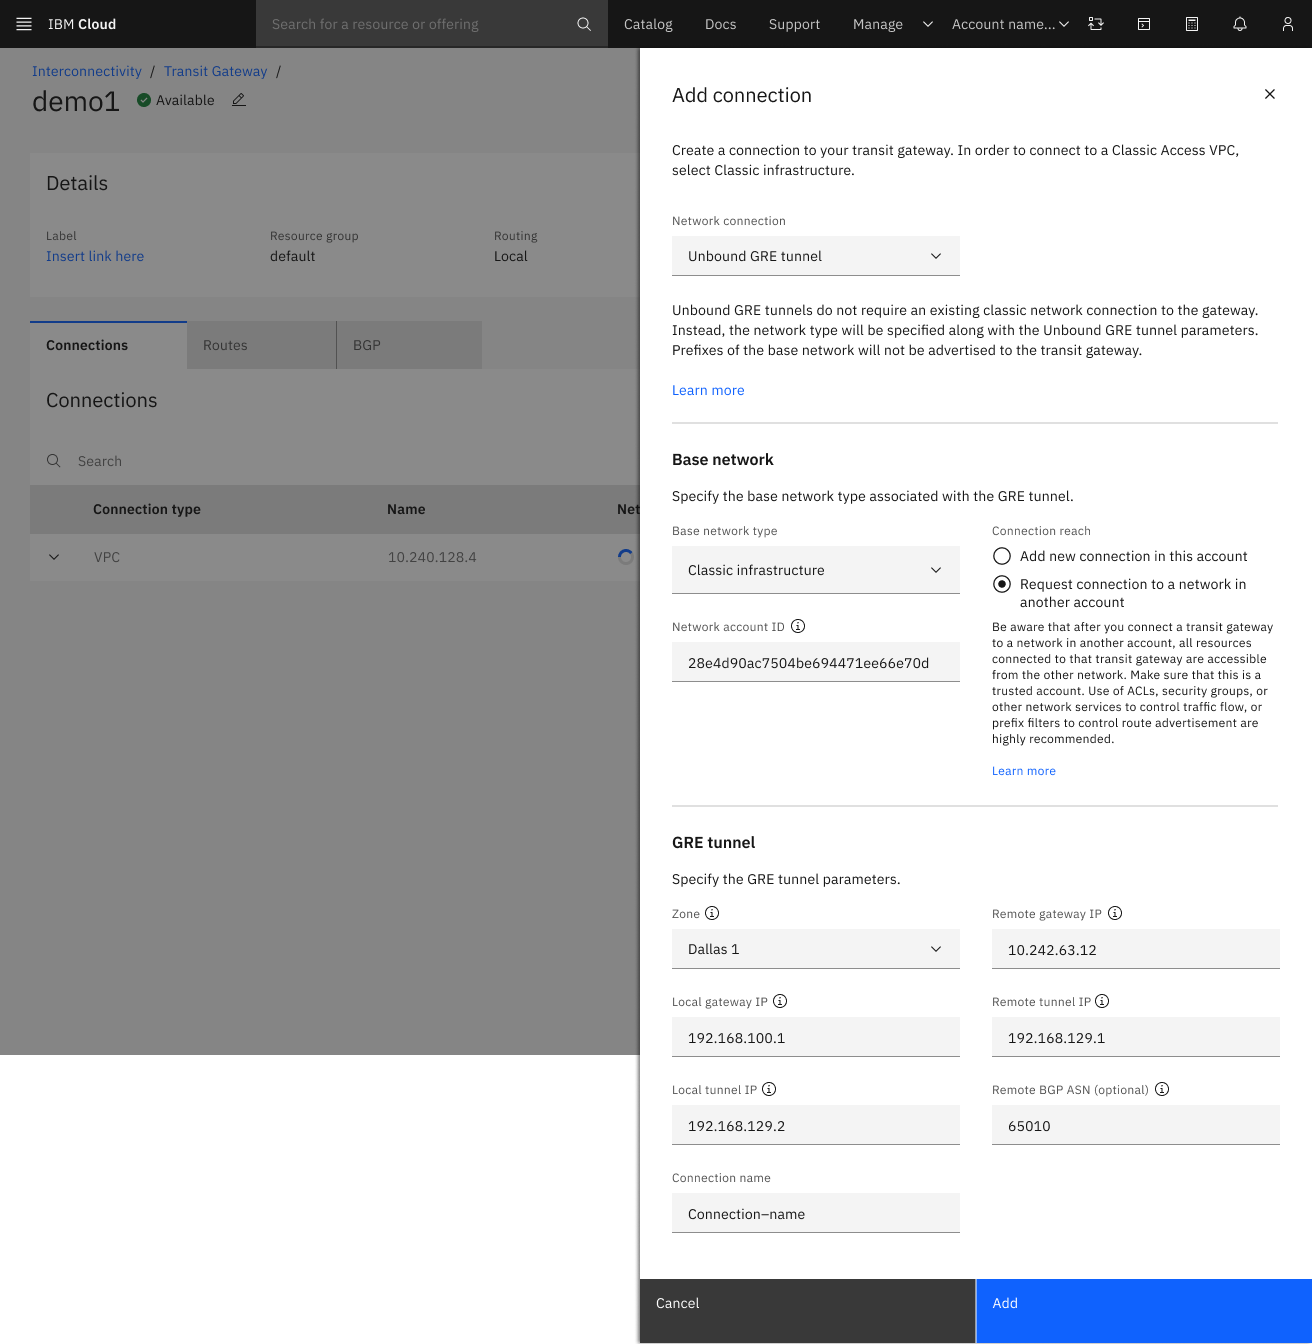 IBM Cloud
Search for a resource or offering
Catalog
Docs
Support
Manage
Account name...
Interconnectivity / Transit Gateway /
demo1
Available
Details
Label
Resource group
Routing
Insert link here
default
Local
Connections
Routes
BGP
Connections
Search
Connection type
Name
Net
VPC
10.240.128.4
Add connection
Create a connection to your transit gateway. In order to connect to a Classic Access VPC,
select Classic infrastructure.
Network connection
Unbound GRE tunnel
Unbound GRE tunnels do not require an existing classic network connection to the gateway.
Instead, the network type will be specified along with the Unbound GRE tunnel parameters.
Prefixes of the base network will not be advertised to the transit gateway.
Learn more
Base network
Specify the base network type associated with the GRE tunnel.
Base network type
Classic infrastructure
Network account ID
28e4d90ac7504be694471ee66e70d
Connection reach
Add new connection in this account
Request connection to a network in
another account
Be aware that after you connect a transit gateway
to a network in another account, all resources
connected to that transit gateway are accessible
from the other network. Make sure that this is a
trusted account. Use of ACLs, security groups, or
other network services to control traffic flow, or
prefix filters to control route advertisement are
highly recommended.
Learn more
GRE tunnel
Specify the GRE tunnel parameters.
Zone
Dallas 1
Remote gateway IP
10.242.63.12
Local gateway IP
192.168.100.1
Remote tunnel IP
192.168.129.1
Local tunnel IP
192.168.129.2
Remote BGP ASN (optional)
65010
Connection name
Connection–name
Cancel
Add